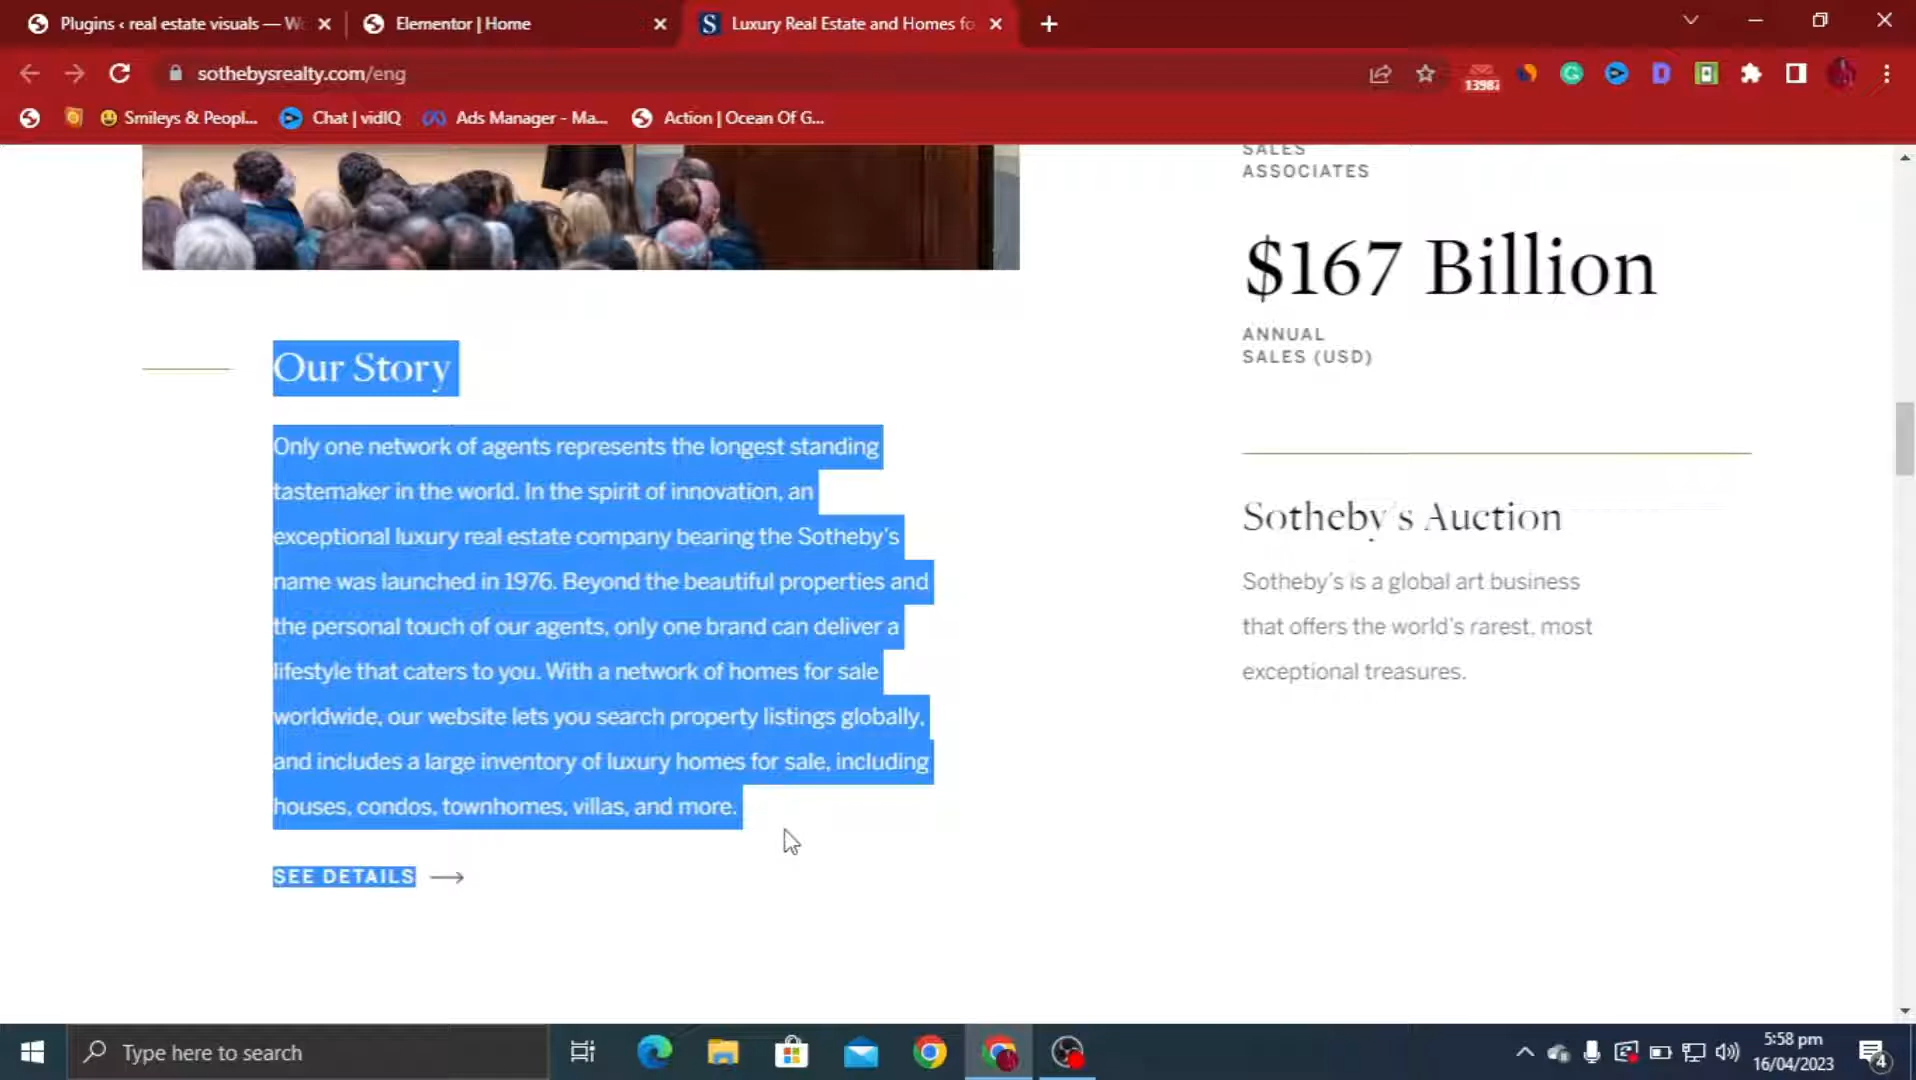 Plugins ‹ real estate visuals — W
Elementor | Home
Luxury Real Estate and Homes fo
sothebysrealty.com/eng
13987
Smileys & Peopl...
Chat | vidIQ
Ads Manager - Ma...
Action | Ocean Of G...
SALES
ASSOCIATES
$167 Billion
ANNUAL
SALES (USD)
Our Story
Only one network of agents represents the longest standing
tastemaker in the world. In the spirit of innovation, an
exceptional luxury real estate company bearing the Sotheby's
name was launched in 1976. Beyond the beautiful properties and
the personal touch of our agents, only one brand can deliver a
lifestyle that caters to you. With a network of homes for sale
worldwide, our website lets you search property listings globally,
and includes a large inventory of luxury homes for sale, including
houses, condos, townhomes, villas, and more.
SEE DETAILS
Sotheby's Auction
Sotheby's is a global art business
that offers the world's rarest, most
exceptional treasures.
Type here to search
5:58 pm
16/04/2023
4